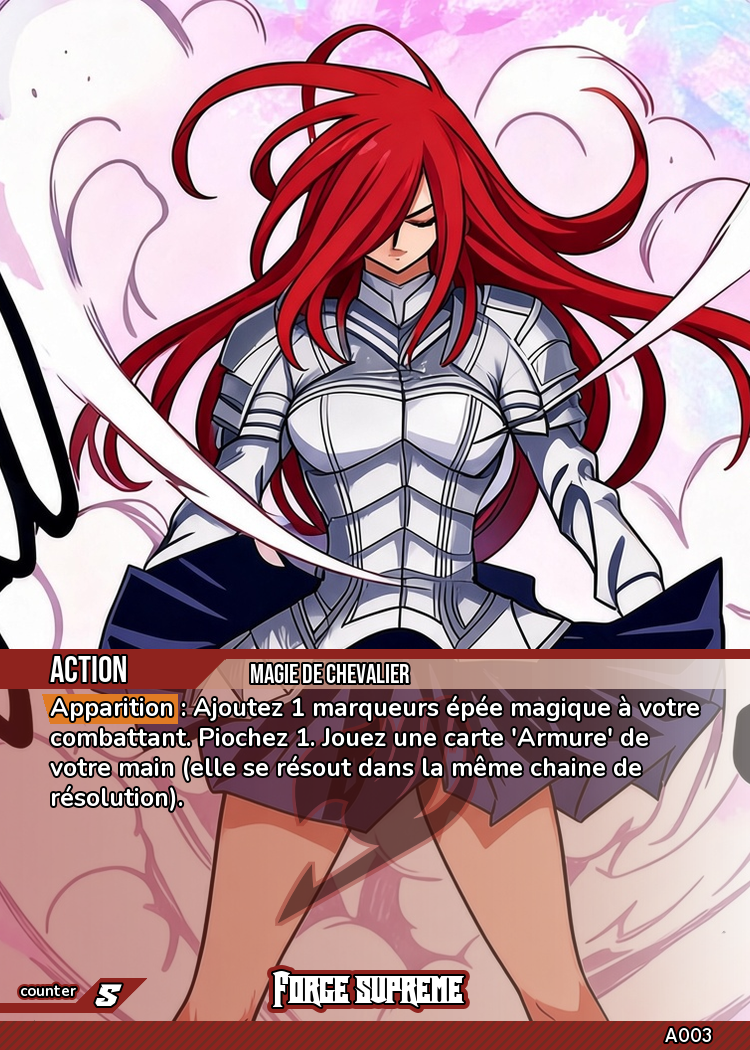 ACTION
MAGIE DE CHEVALIER
Apparition : Ajoutez 1 marqueurs épée magique à votre
combattant. Piochez 1. Jouez une carte 'Armure' de
votre main (elle se résout dans la même chaine de
résolution).
counter 5
FORCE SUPREME
A003